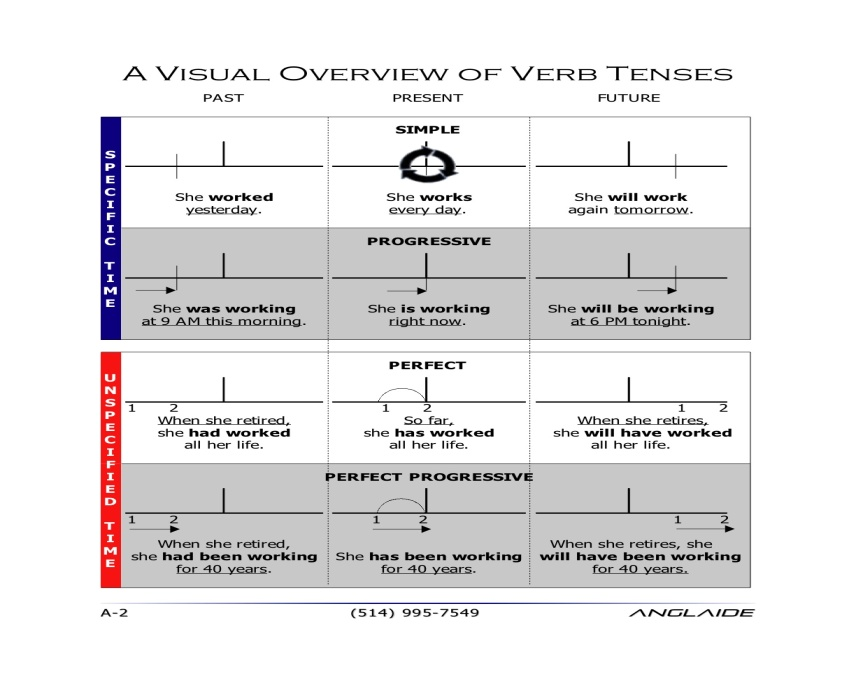 A VISUAL OVERVIEW OF VERB TENSES
PAST PRESENT FUTURE
SPECIFIC TIME
SIMPLE
She worked
yesterday.
She works
every day.
She will work
again tomorrow.
PROGRESSIVE
She was working
at 9 AM this morning.
She is working
right now.
She will be working
at 6 PM tonight.
UNSPECIFIED TIME
PERFECT
1 2
When she retired,
she had worked
all her life.
1 2
So far,
she has worked
all her life.
1 2
When she retires,
she will have worked
all her life.
PERFECT PROGRESSIVE
1 2
When she retired,
she had been working
for 40 years.
1 2
She has been working
for 40 years.
1 2
When she retires, she
will have been working
for 40 years.
A-2 (514) 995-7549 ANGLAIDE